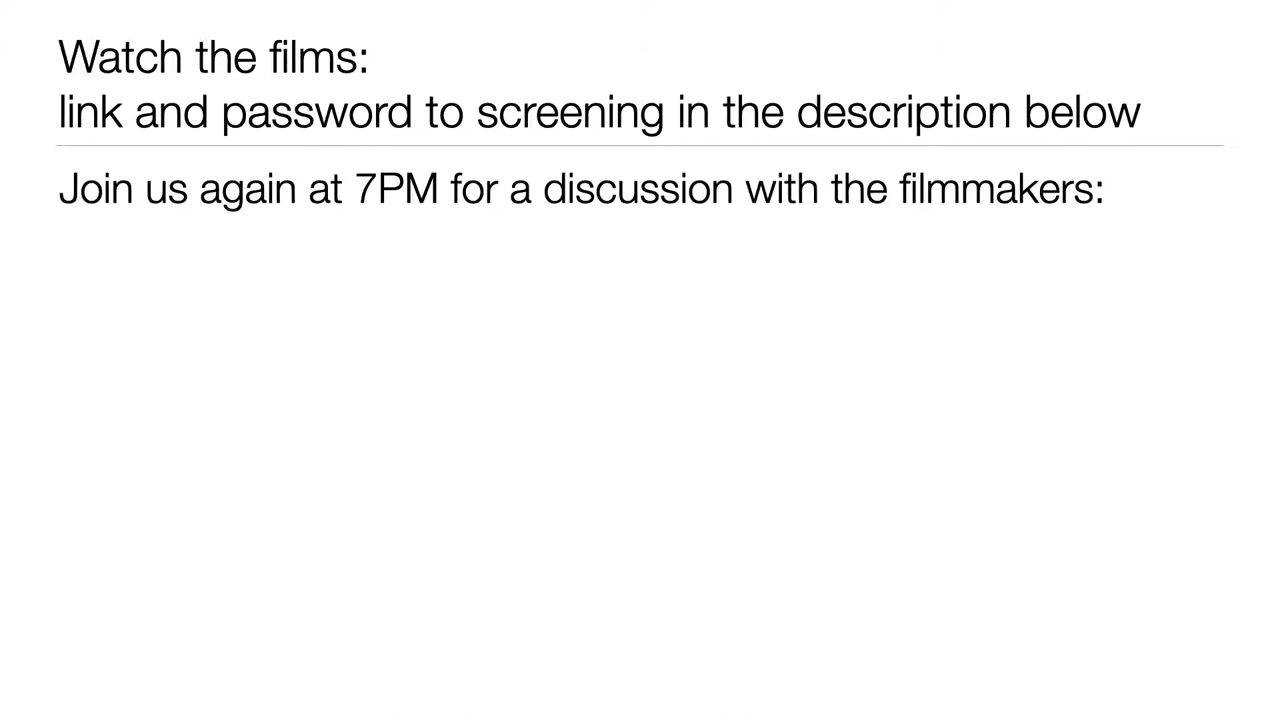 Watch the films:
link and password to screening in the description below
Join us again at 7PM for a discussion with the filmmakers: